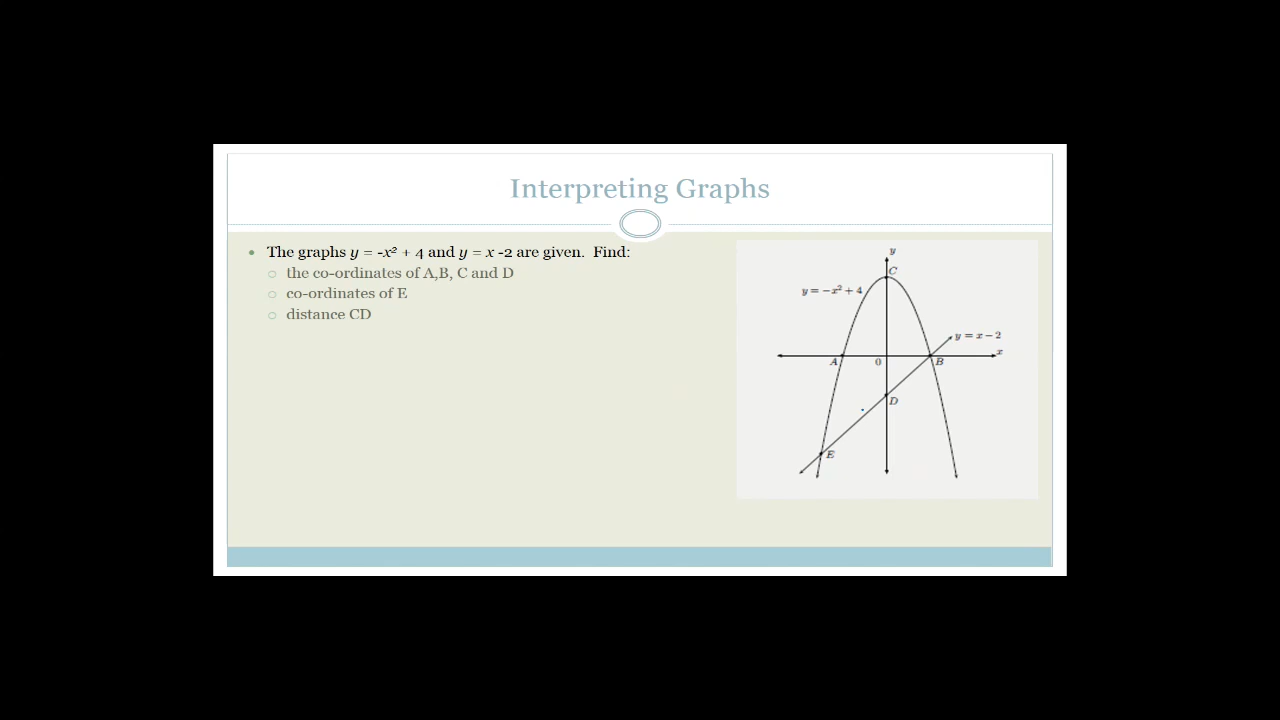 Interpreting Graphs
The graphs y = -x² + 4 and y = x -2 are given. Find:
the co-ordinates of A,B, C and D
co-ordinates of E
distance CD
y
C
y = −x² + 4
y = x − 2
x
A
0
B
D
E